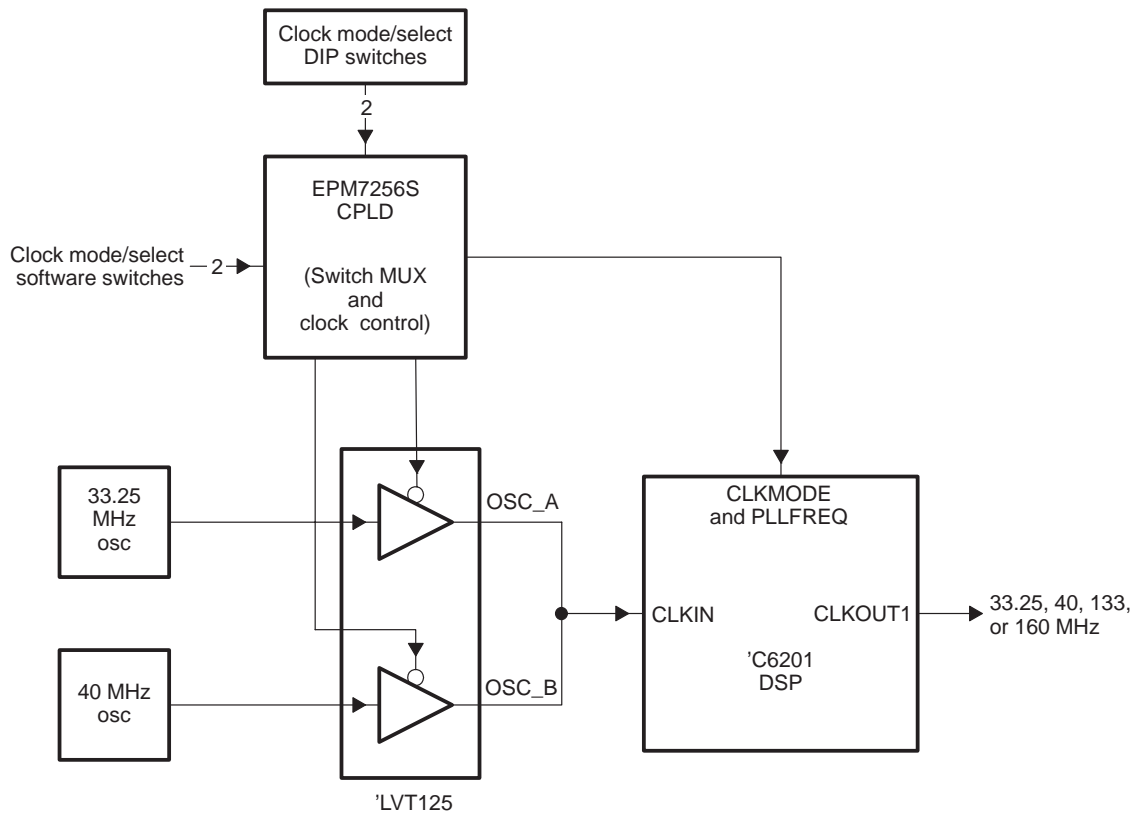 Clock mode/select
DIP switches
2
EPM7256S
CPLD
(Switch MUX
and
clock control)
Clock mode/select
software switches
2
33.25
MHz
osc
OSC_A
CLKMODE
and PLLFREQ
CLKIN
CLKOUT1
33.25, 40, 133,
or 160 MHz
'C6201
DSP
40 MHz
osc
OSC_B
'LVT125